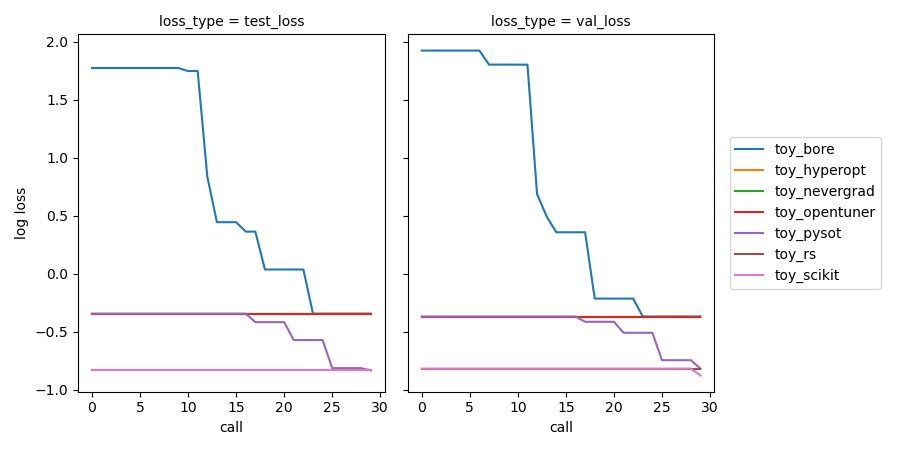 loss_type = test_loss
loss_type = val_loss
log loss
2.0
1.5
1.0
0.5
0.0
−0.5
−1.0
0 5 10 15 20 25 30
call
0 5 10 15 20 25 30
call
toy_bore
toy_hyperopt
toy_nevergrad
toy_opentuner
toy_pysot
toy_rs
toy_scikit